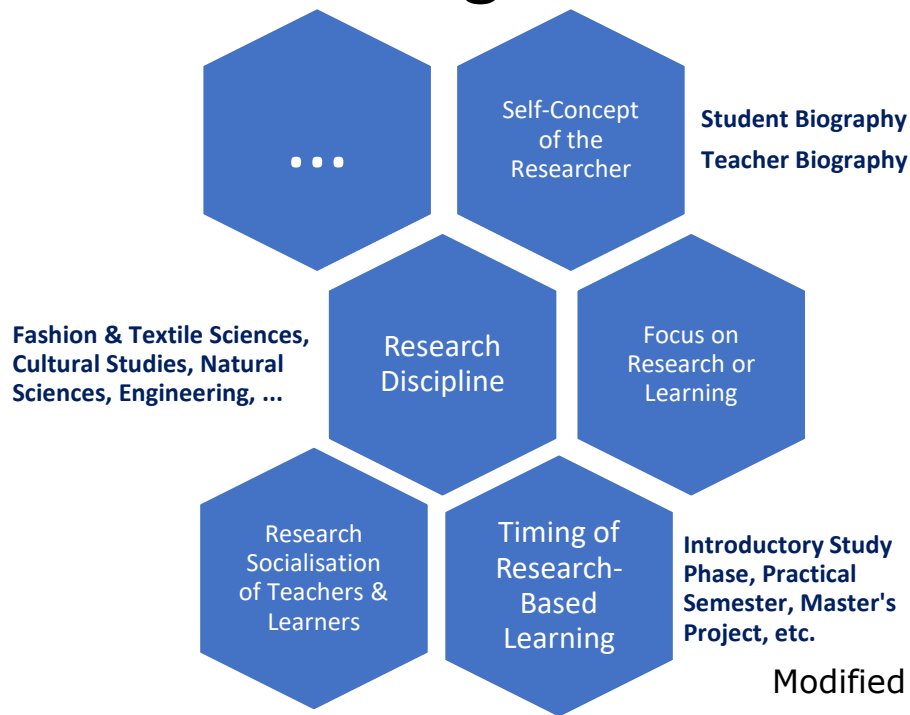 ...
Self-Concept
of the
Researcher
Student Biography
Teacher Biography
Fashion & Textile Sciences,
Cultural Studies, Natural
Sciences, Engineering, ...
Research
Discipline
Focus on
Research or
Learning
Research
Socialisation
of Teachers &
Learners
Timing of
Research-
Based
Learning
Introductory Study
Phase, Practical
Semester, Master's
Project, etc.
Modified